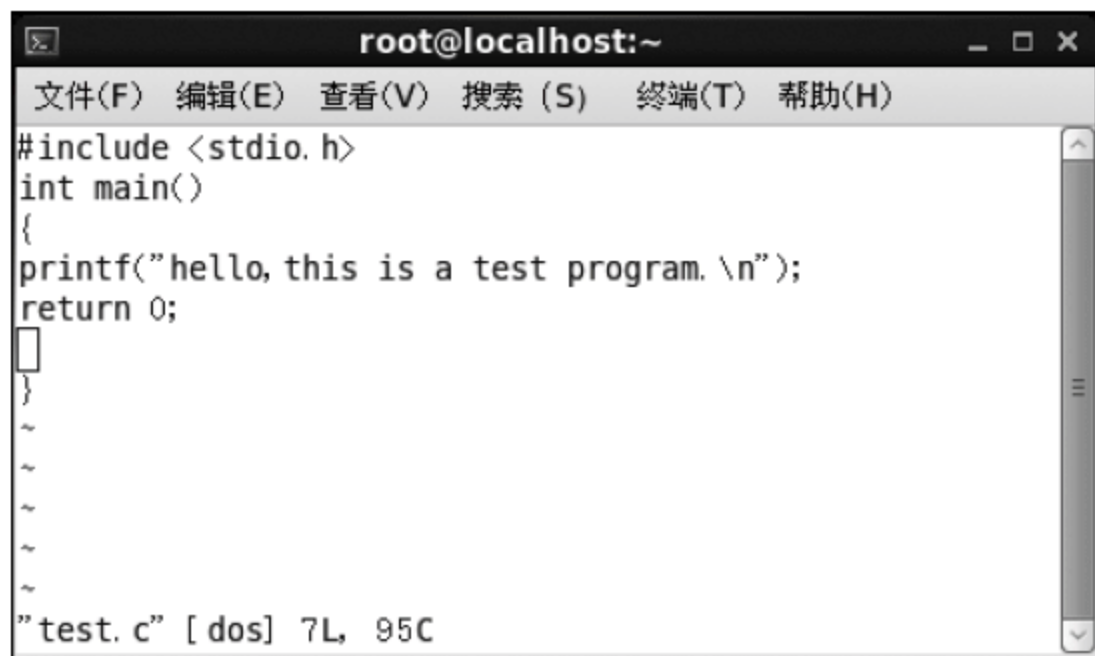 root@localhost:~
文件(F) 编辑(E) 查看(V) 搜索 (S) 终端(T) 帮助(H)
#include <stdio.h>
int main()
{
printf("hello, this is a test program. \n");
return 0;
}
~
~
~
~
~
"test.c" [dos] 7L, 95C